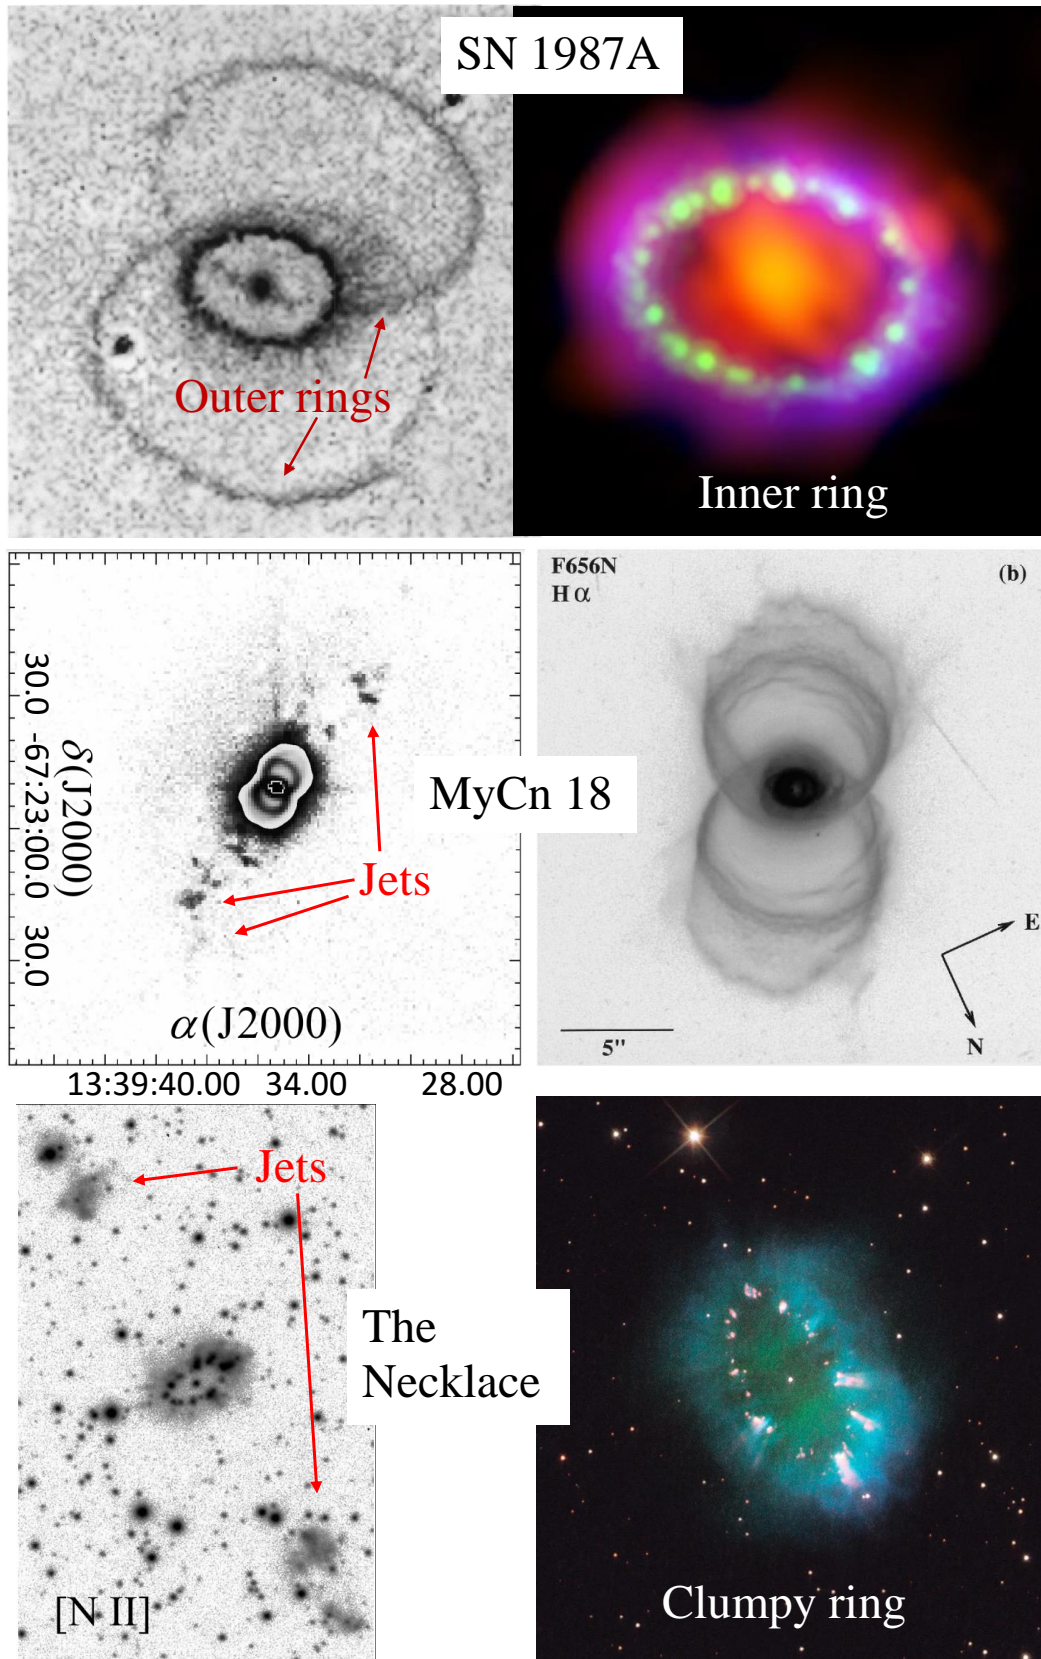 SN 1987A
Outer rings
Inner ring
30.0 -67:23:00.0 30.0
δ(J2000)
Jets
α(J2000)
13:39:40.00 34.00 28.00
MyCn 18
F656N
H α
(b)
E
N
5"
Jets
The
Necklace
[N II]
Clumpy ring